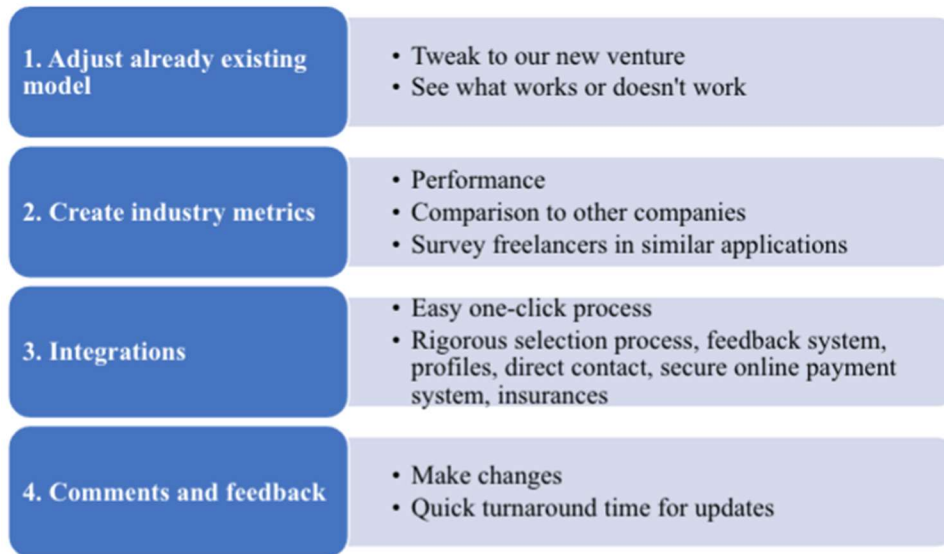 1. Adjust already existing
model
• Tweak to our new venture
• See what works or doesn't work
2. Create industry metrics
• Performance
• Comparison to other companies
• Survey freelancers in similar applications
3. Integrations
• Easy one-click process
• Rigorous selection process, feedback system,
profiles, direct contact, secure online payment
system, insurances
4. Comments and feedback
• Make changes
• Quick turnaround time for updates